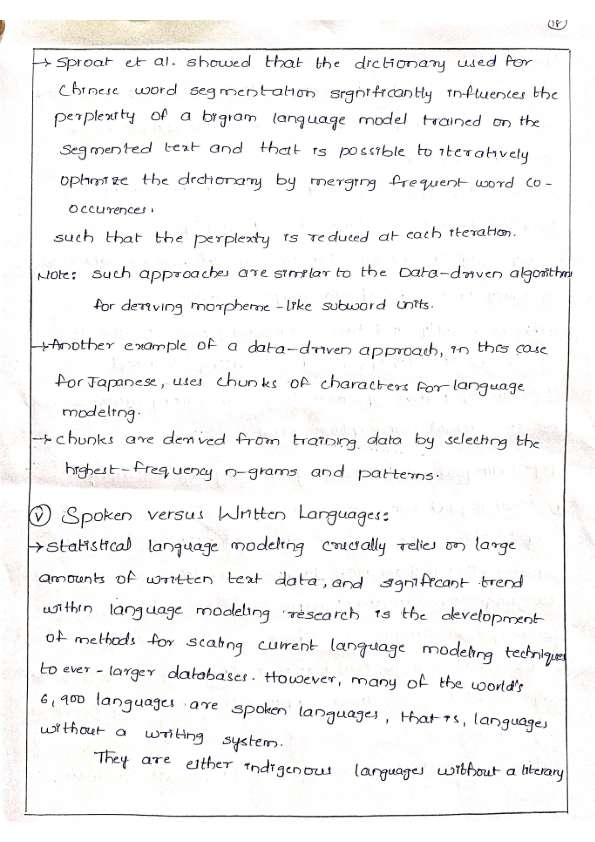 18
→ Sproat et al. showed that the dictionary used for
Chinese word segmentation significantly influences the
perplexity of a bigram language model trained on the
segmented text and that is possible to iteratively
optimize the dictionary by merging frequent word co-
occurences.
such that the perplexty is reduced at each iteration.
Note: such approaches are similar to the Data-driven algorithm
for deriving morpheme-like subword units.
→ Another example of a data-driven approach, in this case
for Japanese, uses chunks of characters for language
modeling.
→ chunks are derived from training data by selecting the
highest-frequency n-grams and patterns.
Ⓥ Spoken versus Written Languages:
→ statistical language modeling crucially relies on large
amounts of written text data, and significant trend
within language modeling research is the development
of methods for scaling current language modeling techniques
to ever-larger databases. However, many of the world's
6,900 languages are spoken languages, that is, languages
without a writing system.
They are either indigenous languages without a literary